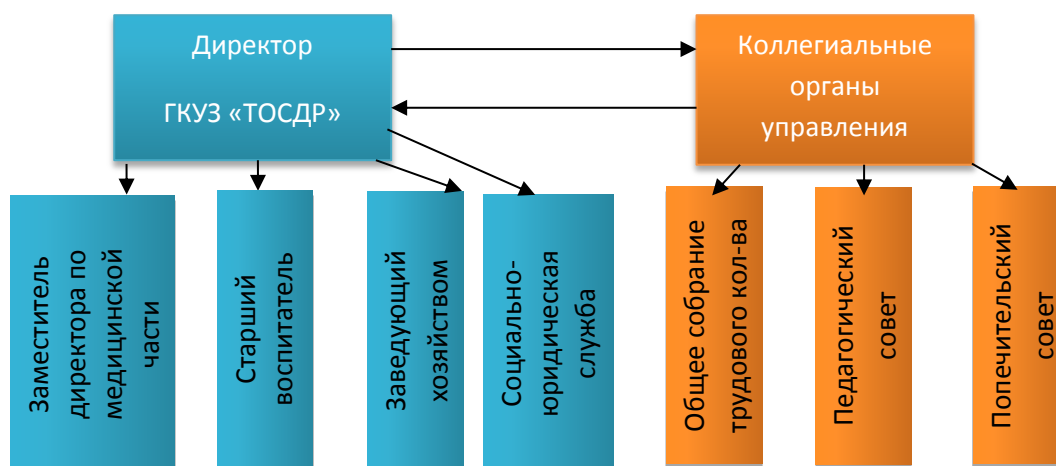 Директор
ГКУЗ «ТОСДР»
Коллегиальные
органы
управления
Заместитель
директора по
медицинской
части
Старший
воспитатель
Заведующий
хозяйством
Социально-
юридическая
служба
Общее собрание
трудового кол-ва
Педагогический
совет
Попечительский
совет